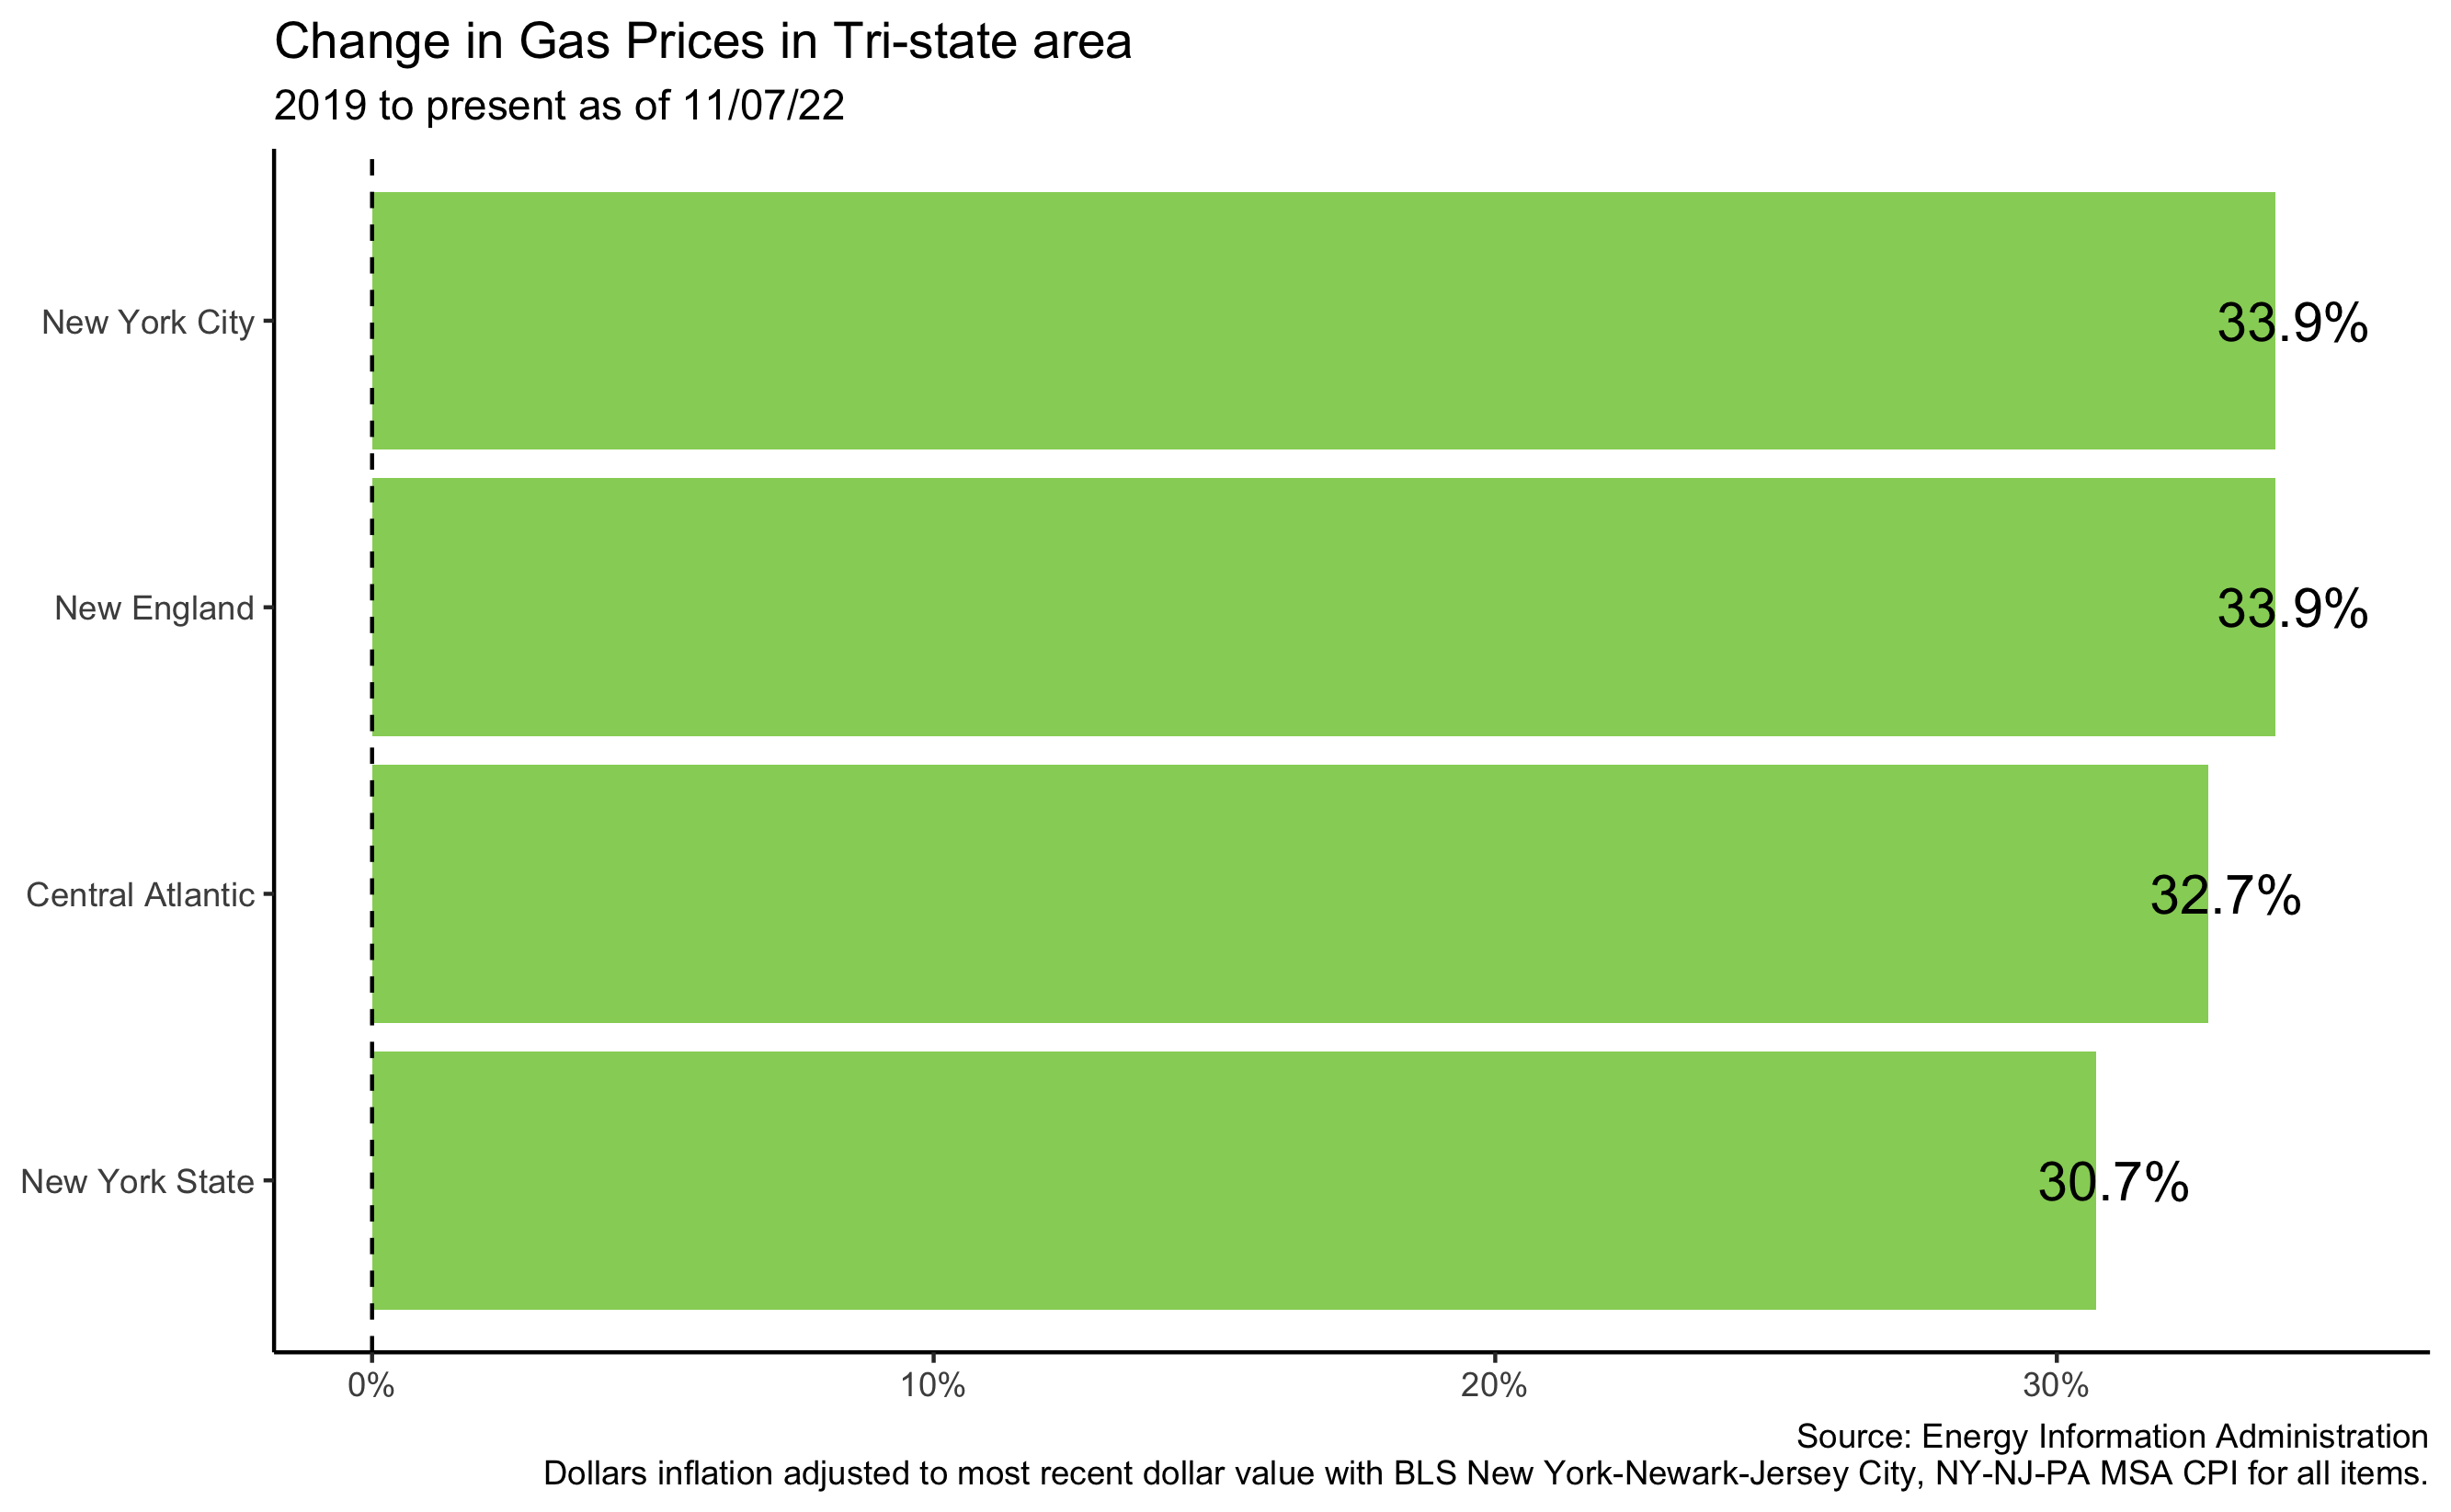 Change in Gas Prices in Tri-state area
2019 to present as of 11/07/22
New York City
33.9%
New England
33.9%
Central Atlantic
32.7%
New York State
30.7%
0%
10%
20%
30%
Source: Energy Information Administration
Dollars inflation adjusted to most recent dollar value with BLS New York-Newark-Jersey City, NY-NJ-PA MSA CPI for all items.